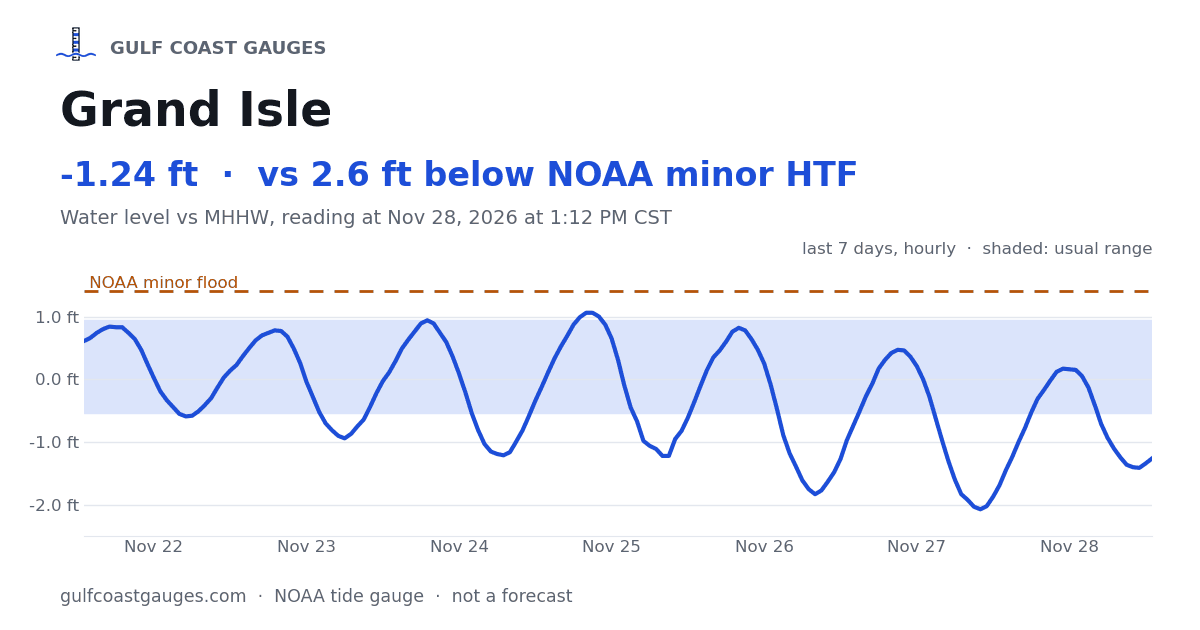 GULF COAST GAUGES
Grand Isle
-1.24 ft · vs 2.6 ft below NOAA minor HTF
Water level vs MHHW, reading at Nov 28, 2026 at 1:12 PM CST
last 7 days, hourly · shaded: usual range
NOAA minor flood
1.0 ft
0.0 ft
-1.0 ft
-2.0 ft
Nov 22 Nov 23 Nov 24 Nov 25 Nov 26 Nov 27 Nov 28
gulfcoastgauges.com · NOAA tide gauge · not a forecast